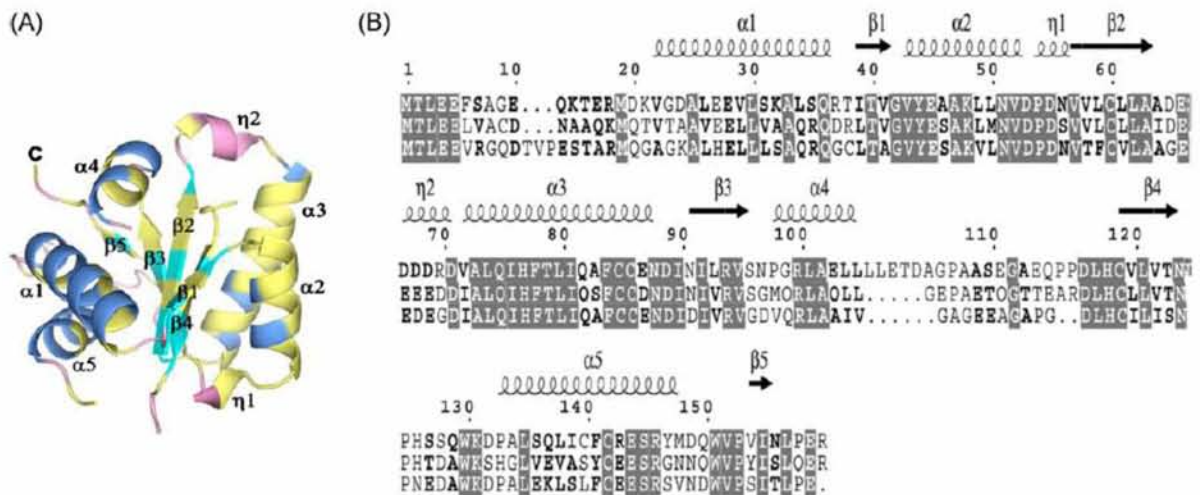 (A)
C
α4
η2
α3
β5
β3
β2
α1
β1
α2
β4
α5
η1
(B)
α1 β1 α2 η1 β2
1 10 20 30 40 50 60
MTLEEFSAGE...QKTERMDKVGDALEEVLSKALSQRTITVGVYEAAKLLNVDPDNVVLCLLAADE
MTLEELVACD...NAAQKMQTVTAAVEELLVAAQRQDRLTVGVYESAKLMNVDPDSVVLCLLAIDE
MTLEEVRGQDTVPESTARMQGAGKALHELLLSAQRQGCLTAGVYESAKVLNVDPDNVTFCVLAAGE
η2 α3 β3 α4 β4
70 80 90 100 110 120
DDDRDVALQIHFTLIQAFCCENDINILRVSNPGRLAELLLLETDAGPAASEGAEQPPDLHCVLVTN
EEEDDIALQIHFTLIQSFCCDNDINIVRVSGMQRLAQLL......GEPAETQGTTEARDLHCLLVTN
EDEGDIALQIHFTLIQAFCCENDIDIVRVGDVQRLAAIV......GAGEEAGAPG..DLHCILISN
α5 β5
130 140 150
PHSSQWKDPALSQLICFCRESRYMDQWVPVINLPER
PHTDAWKSHGLVEVASYCEESRGNNQWVPYISLQER
PNEDAWKDPALEKLSLFCEESRSVNDWVPSITLPE.